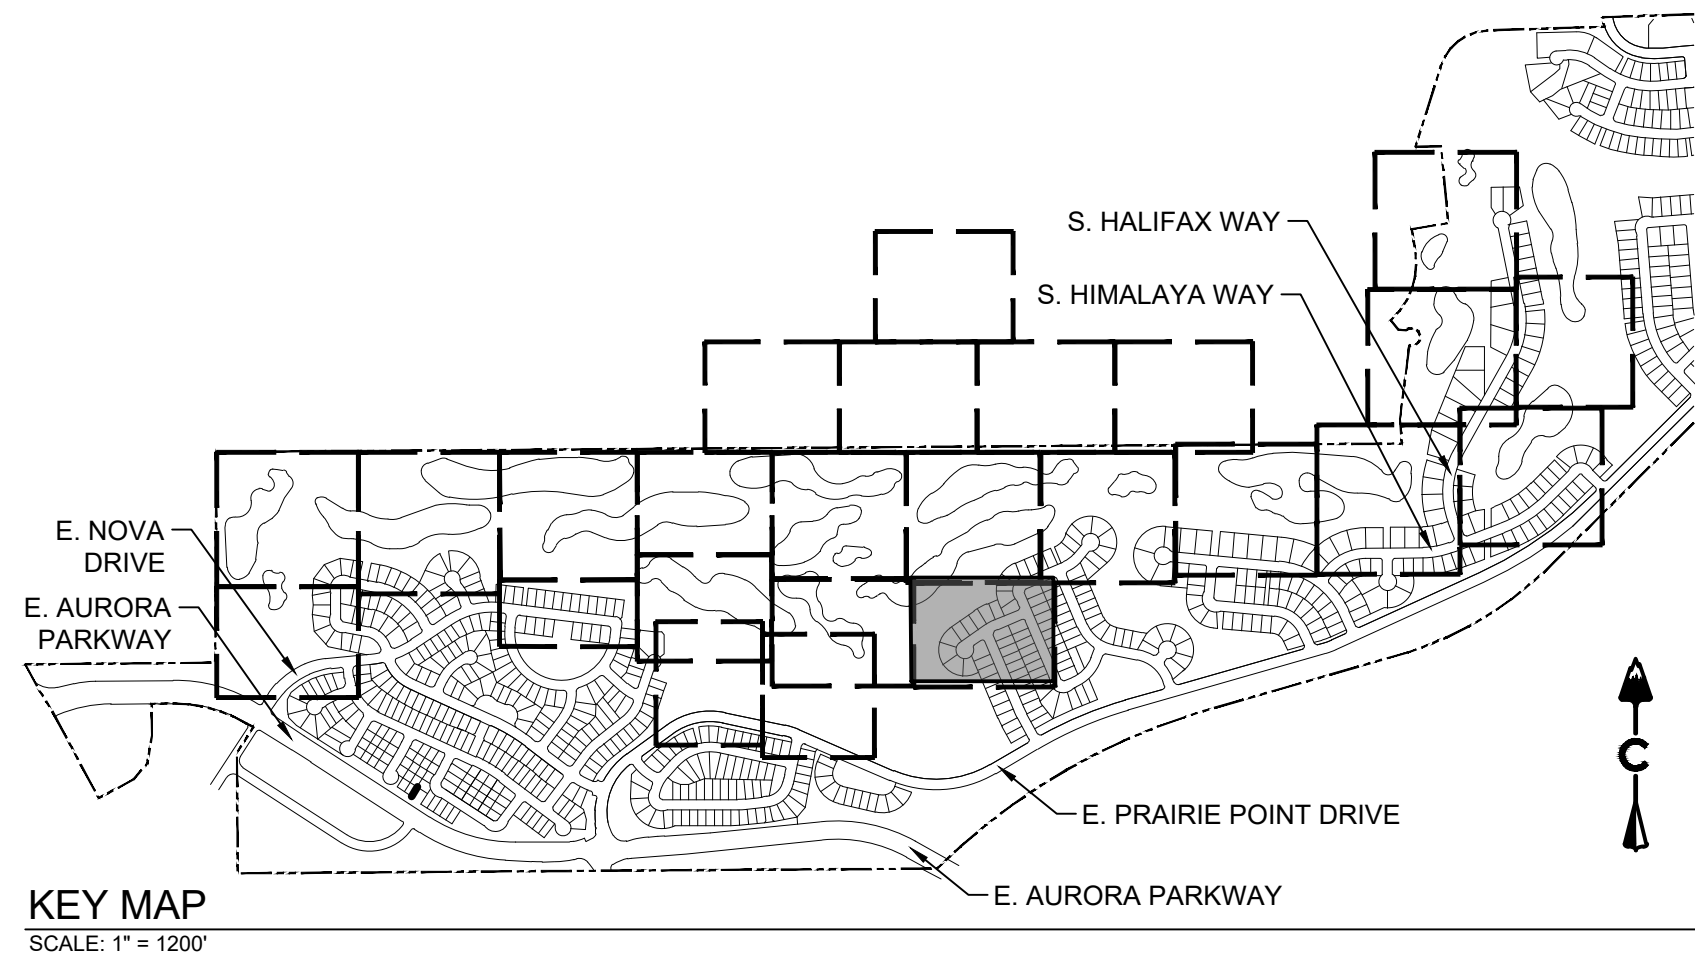 S. HALIFAX WAY
S. HIMALAYA WAY
E. NOVA
DRIVE
E. AURORA
PARKWAY
E. PRAIRIE POINT DRIVE
E. AURORA PARKWAY
C
KEY MAP
SCALE: 1" = 1200'